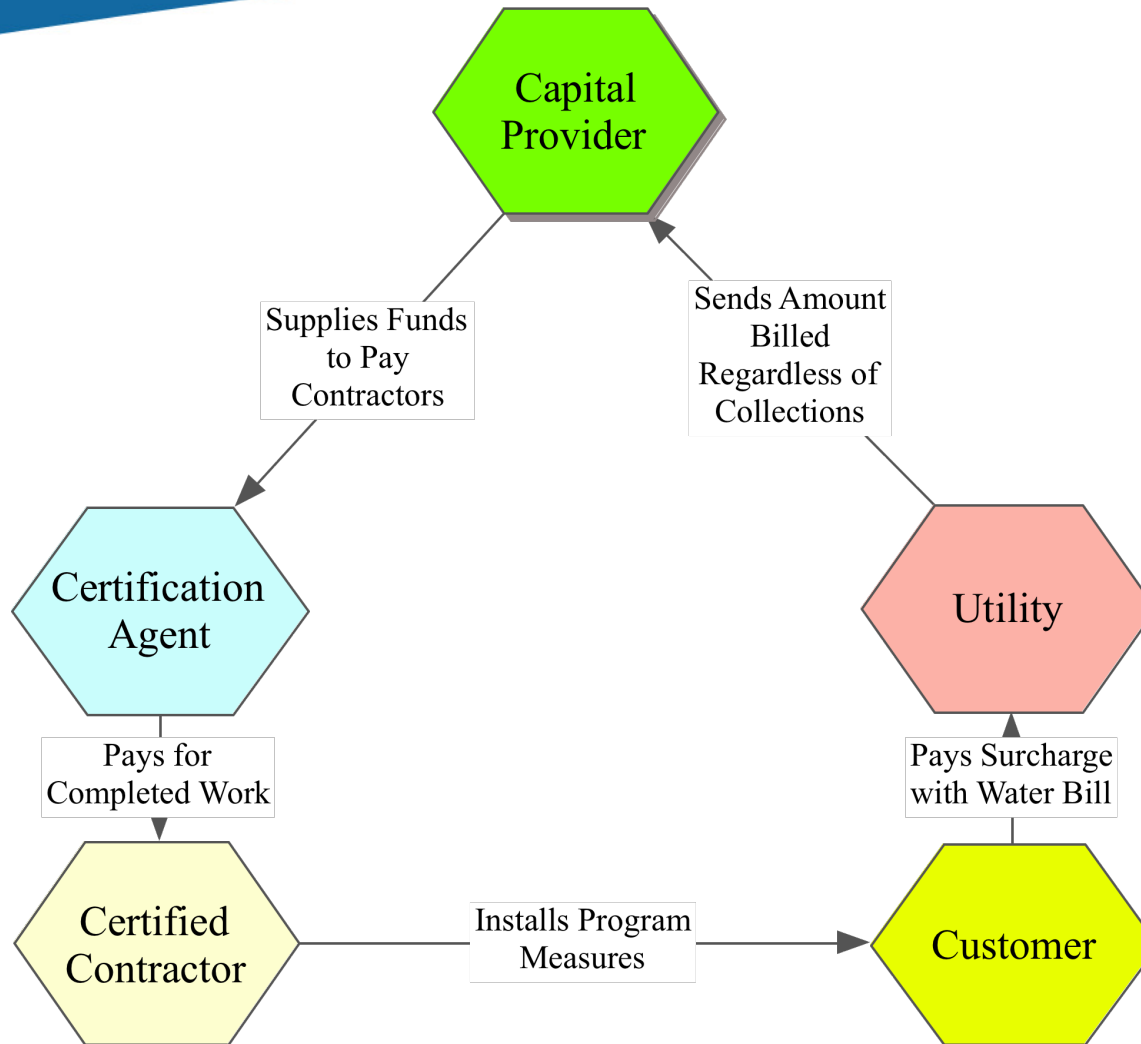 Capital
Provider
Supplies Funds
to Pay
Contractors
Sends Amount
Billed
Regardless of
Collections
Certification
Agent
Utility
Pays for
Completed Work
Pays Surcharge
with Water Bill
Certified
Contractor
Installs Program
Measures
Customer